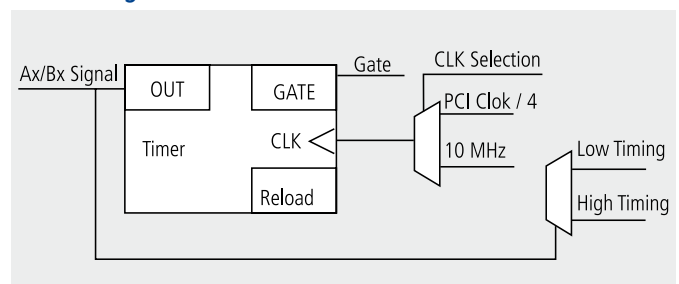 Ax/Bx Signal
OUT
GATE
Gate
CLK Selection
PCI Clok / 4
Timer
CLK
10 MHz
Low Timing
Reload
High Timing